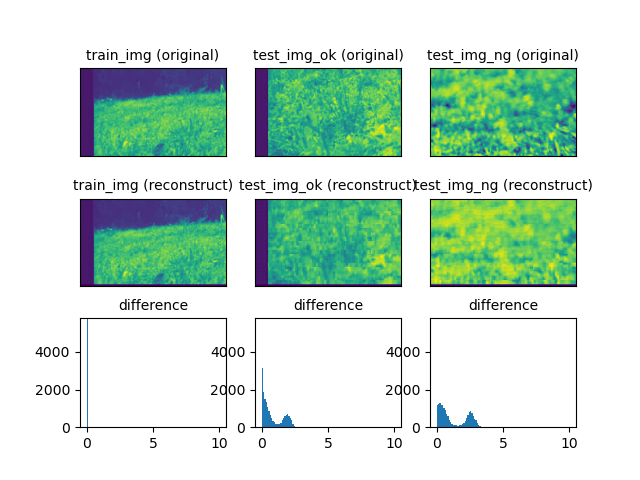 train_img (original) test_img_ok (original) test_img_ng (original)
train_img (reconstruct) test_img_ok (reconstruct) test_img_ng (reconstruct)
difference difference difference
4000 4000 4000
2000 2000 2000
0 0 0
0 5 10 0 5 10 0 5 10